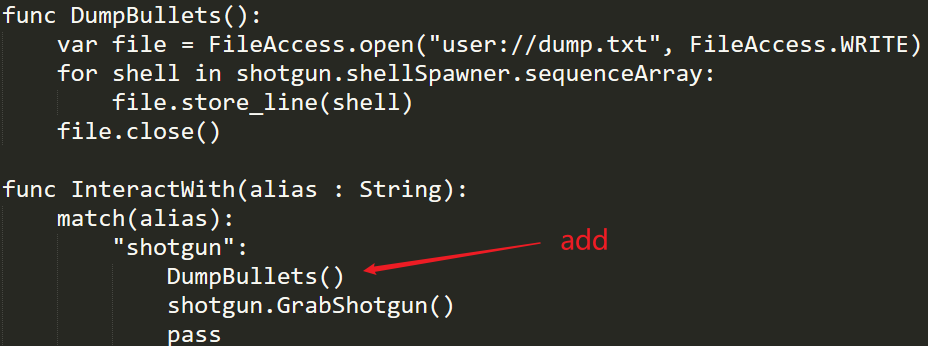 func DumpBullets():
    var file = FileAccess.open("user://dump.txt", FileAccess.WRITE)
    for shell in shotgun.shellSpawner.sequenceArray:
        file.store_line(shell)
    file.close()

func InteractWith(alias : String):
    match(alias):
        "shotgun":
            DumpBullets()
add
            shotgun.GrabShotgun()
            pass